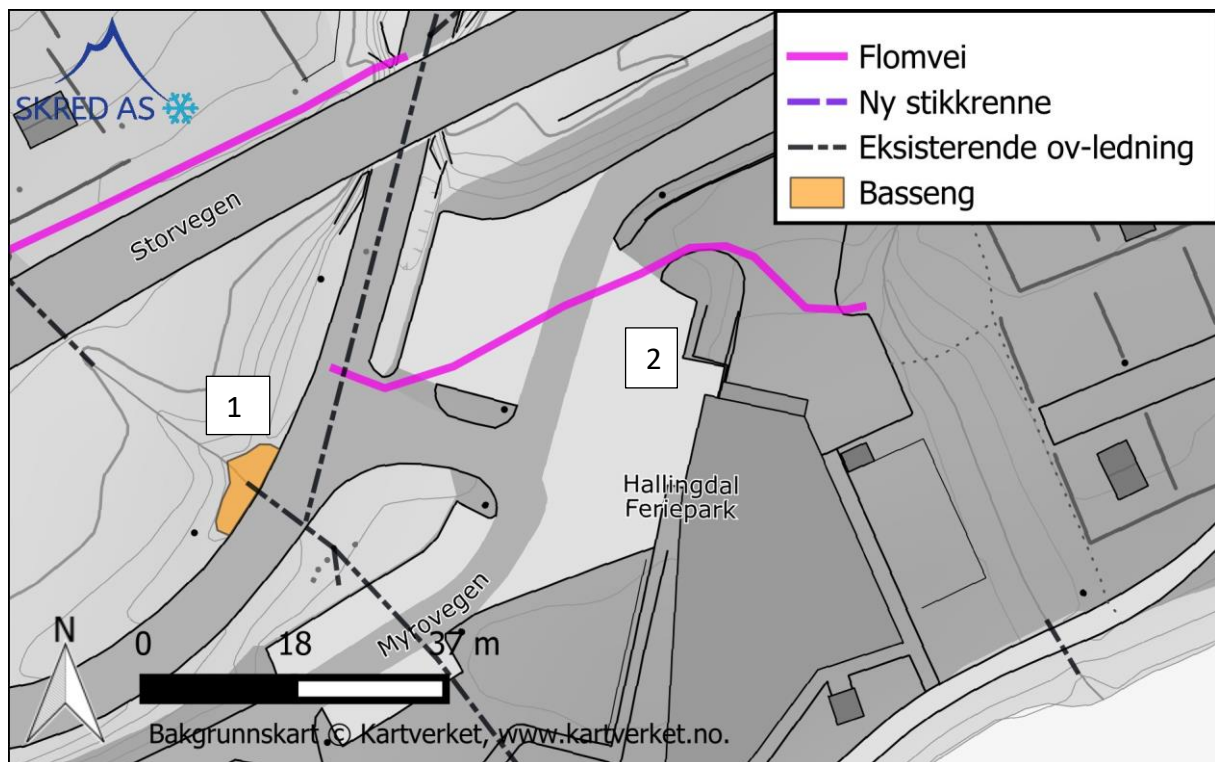 SKRED AS
Flomvei
Ny stikkrenne
Eksisterende ov-ledning
Basseng
Storvegen
1
2
Hallingdal
Feriepark
Myrovegen
N
0 18 37 m
Bakgrunnskart © Kartverket, www.kartverket.no.